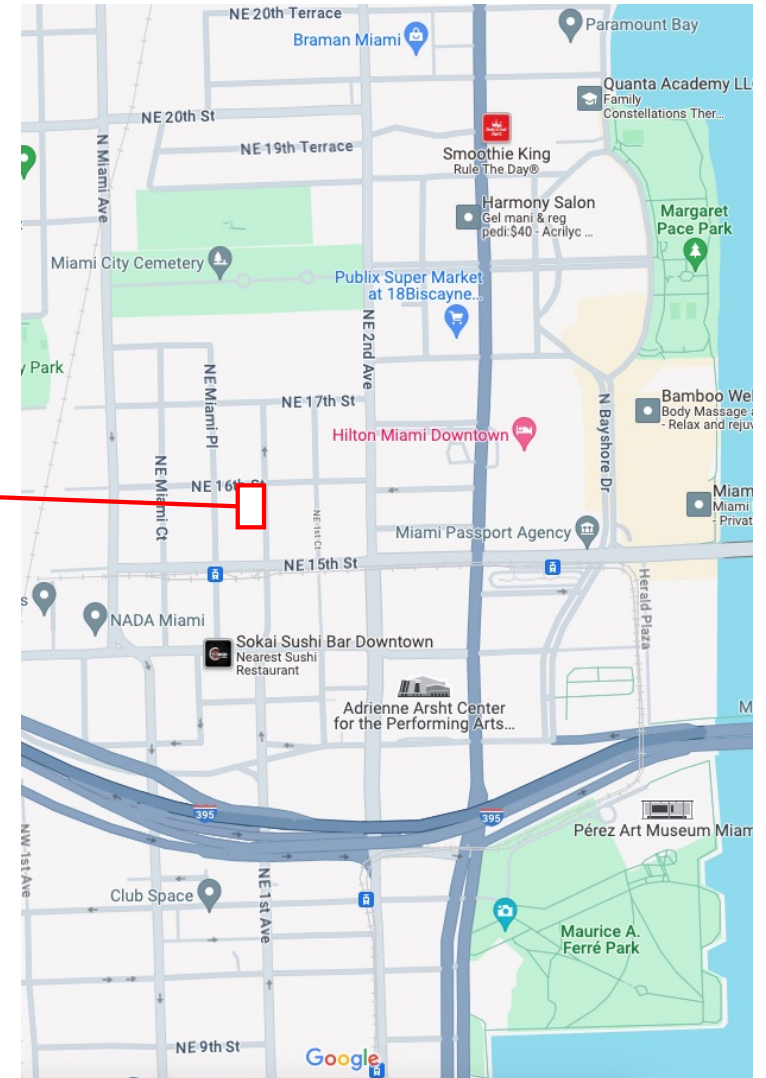 NE 20th Terrace
Braman Miami
Paramount Bay
Quanta Academy LL
Family
Constellations Ther...
NE 20th St
N Miami Ave
NE 19th Terrace
Smoothie King
Rule The Day®
Harmony Salon
Gel mani & reg
pedi:$40 - Acrilyc ...
Margaret
Pace Park
Miami City Cemetery
Publix Super Market
at 18Biscayne...
NE 2nd Ave
y Park
NE Miami Pl
NE 17th St
N Bayshore Dr
Bamboo Wel
Body Massage a
- Relax and rejuv
Hilton Miami Downtown
NE Miami Ct
NE 16th St
NE 1st Ct
Miam
Miami
- Privat
Miami Passport Agency
NE 15th St
Herald Plaza
s
NADA Miami
Sokai Sushi Bar Downtown
Nearest Sushi
Restaurant
Adrienne Arsht Center
for the Performing Arts...
M
395
395
Pérez Art Museum Miam
NW 1st Ave
Club Space
NE 1st Ave
Maurice A.
Ferré Park
NE 9th St
Google